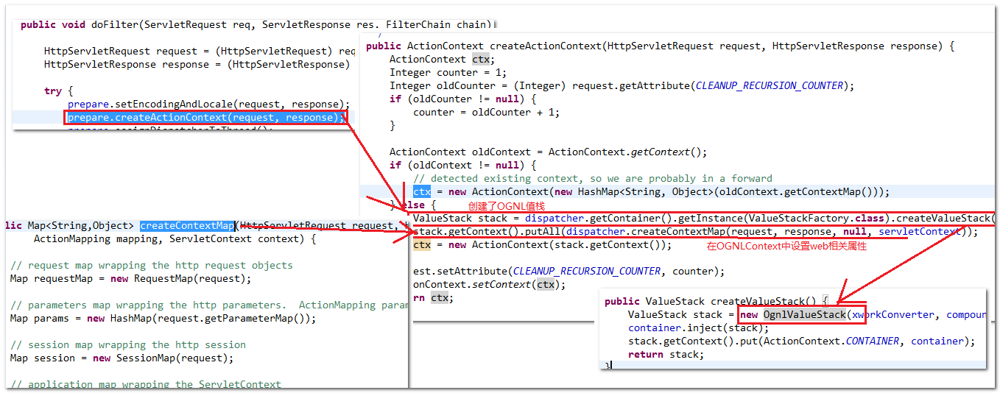 public void doFilter(ServletRequest req, ServletResponse res. FilterChain chain)
HttpServletRequest request = (HttpServletRequest) req
HttpServletResponse response = (HttpServletResponse)
try {
prepare.setEncodingAndLocale(request, response);
prepare.createActionContext(request, response);
public ActionContext createActionContext(HttpServletRequest request, HttpServletResponse response) {
ActionContext ctx;
Integer counter = 1;
Integer oldCounter = (Integer) request.getAttribute(CLEANUP_RECURSION_COUNTER);
if (oldCounter != null) {
counter = oldCounter + 1;
}
ActionContext oldContext = ActionContext.getContext();
if (oldContext != null) {
// detected existing context, so we are probably in a forward
ctx = new ActionContext(new HashMap<String, Object>(oldContext.getContextMap()));
} else {
创建了OGNL值栈
ValueStack stack = dispatcher.getContainer().getInstance(ValueStackFactory.class).createValueStack(
stack.getContext().putAll(dispatcher.createContextMap(request, response, null, servletContext));
ctx = new ActionContext(stack.getContext());
在OGNLContext中设置web相关属性
est.setAttribute(CLEANUP_RECURSION_COUNTER, counter);
onContext.setContext(ctx);
rn ctx;
lic Map<String,Object> createContextMap(HttpServletRequest request,
ActionMapping mapping, ServletContext context) {
// request map wrapping the http request objects
Map requestMap = new RequestMap(request);
// parameters map wrapping the http parameters. ActionMapping param
Map params = new HashMap(request.getParameterMap());
// session map wrapping the http session
Map session = new SessionMap(request);
// application map wrapping the ServletContext
public ValueStack createValueStack() {
ValueStack stack = new OgnlValueStack(xworkConverter, compoun
container.inject(stack);
stack.getContext().put(ActionContext.CONTAINER, container);
return stack;
}